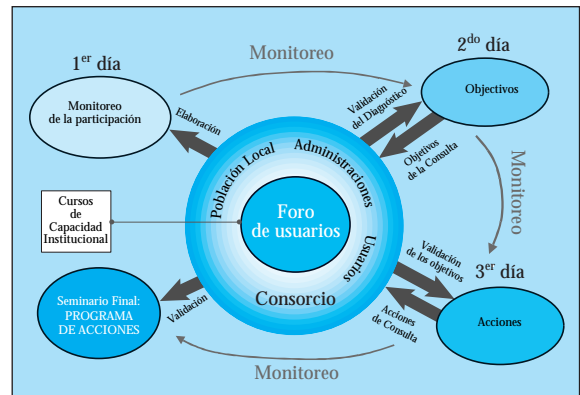 1er día
Monitoreo
2do día
Monitoreo
de la participación
Elaboración
Validación
del Diagnóstico
Objectivos
Objetivos
de la Consulta
Monitoreo
Población Local
Administraciones
Usuarios
Consorcio
Foro
de usuarios
Cursos
de
Capacidad
Institucional
Validación
de los objetivos
3er día
Seminario Final:
PROGRAMA
DE ACCIONES
Validación
Acciones
de Consulta
Acciones
Monitoreo